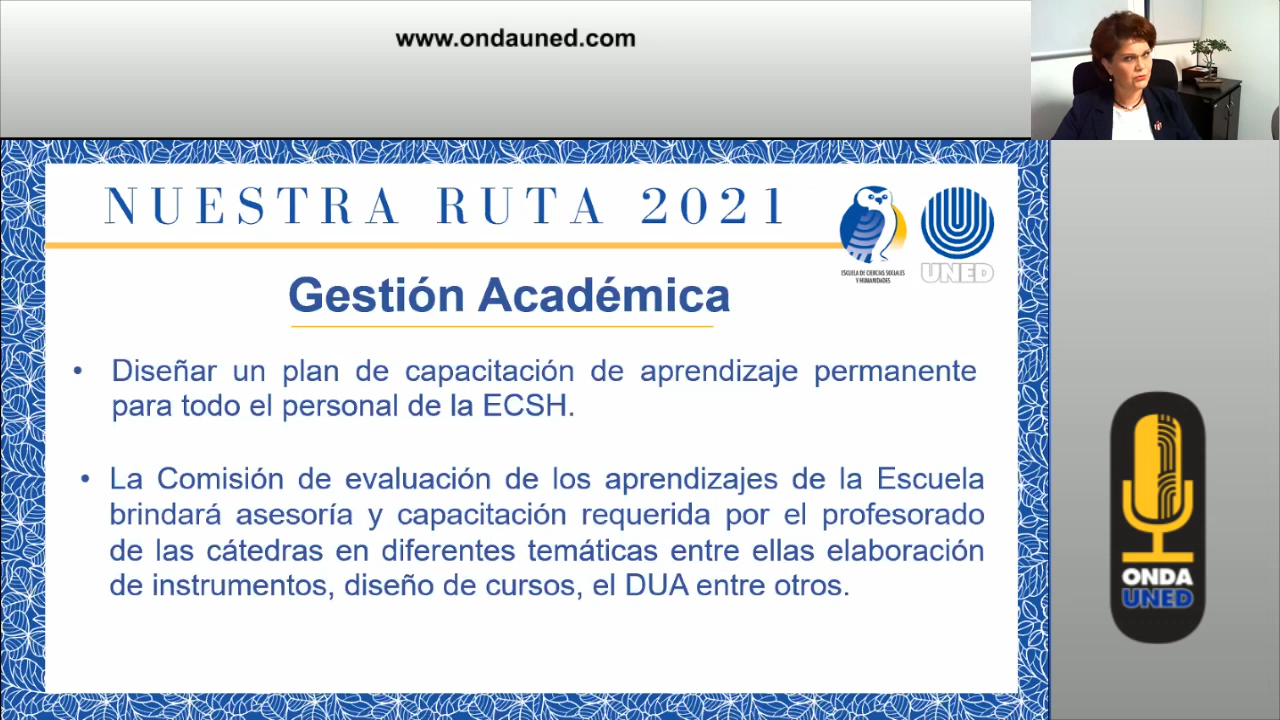 www.ondauned.com
NUESTRA RUTA 2021
ESCUELA DE CIENCIAS SOCIALES
Y HUMANIDADES
UNED
Gestión Académica
• Diseñar un plan de capacitación de aprendizaje permanente
para todo el personal de la ECSH.
• La Comisión de evaluación de los aprendizajes de la Escuela
brindará asesoría y capacitación requerida por el profesorado
de las cátedras en diferentes temáticas entre ellas elaboración
de instrumentos, diseño de cursos, el DUA entre otros.
ONDA
UNED